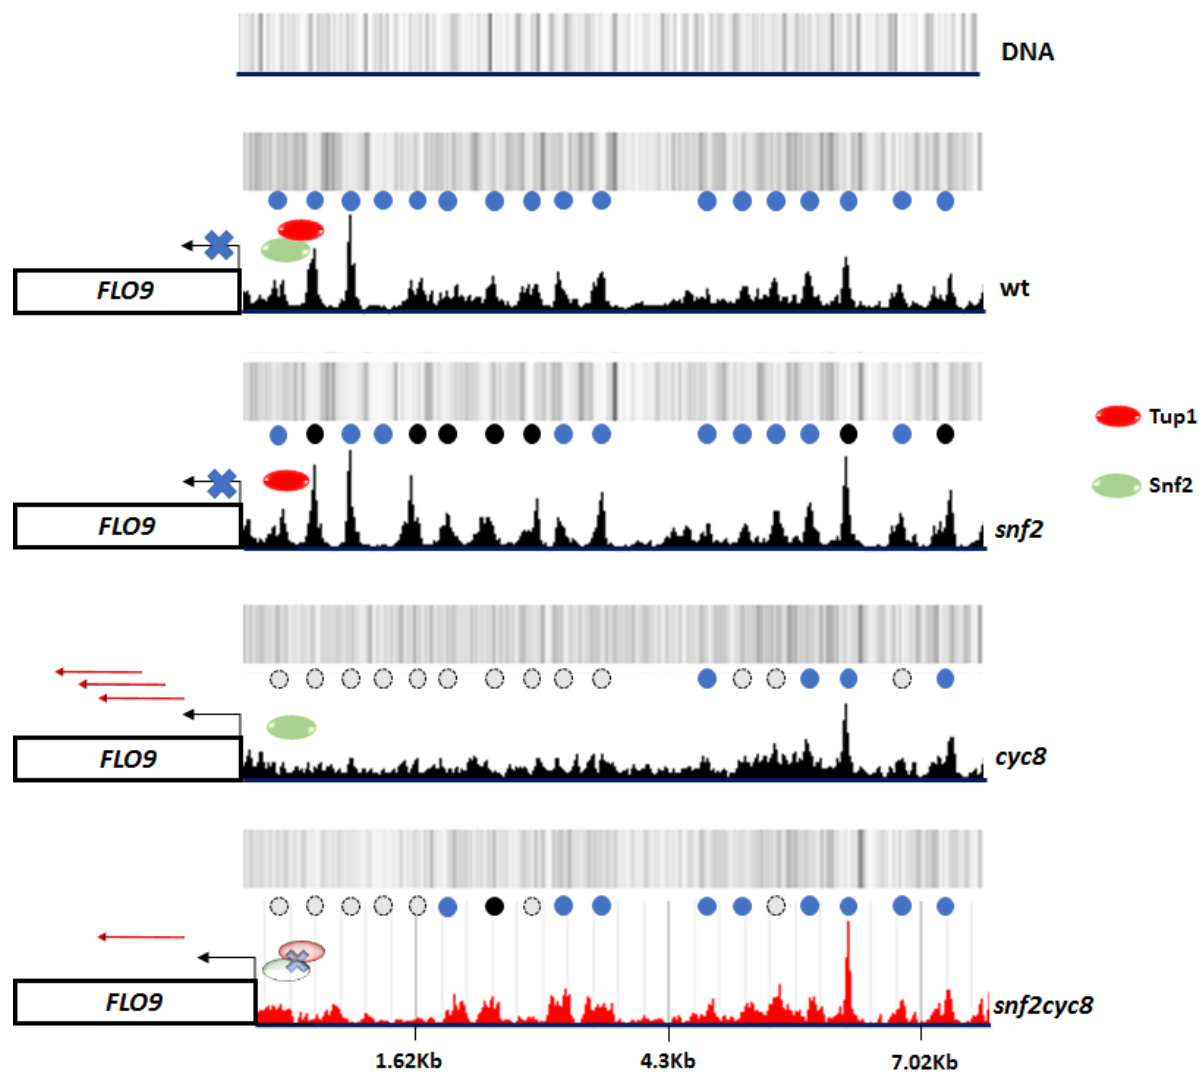 DNA
FLO9
wt
Tup1
Snf2
FLO9
snf2
FLO9
cyc8
FLO9
snf2cyc8
1.62Kb
4.3Kb
7.02Kb